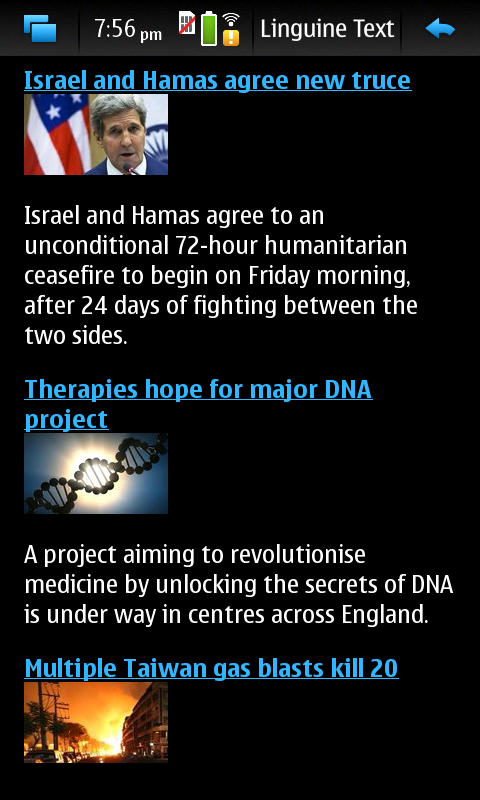 7:56 pm
Linguine Text
Israel and Hamas agree new truce
Israel and Hamas agree to an
unconditional 72-hour humanitarian
ceasefire to begin on Friday morning,
after 24 days of fighting between the
two sides.
Therapies hope for major DNA
project
A project aiming to revolutionise
medicine by unlocking the secrets of DNA
is under way in centres across England.
Multiple Taiwan gas blasts kill 20